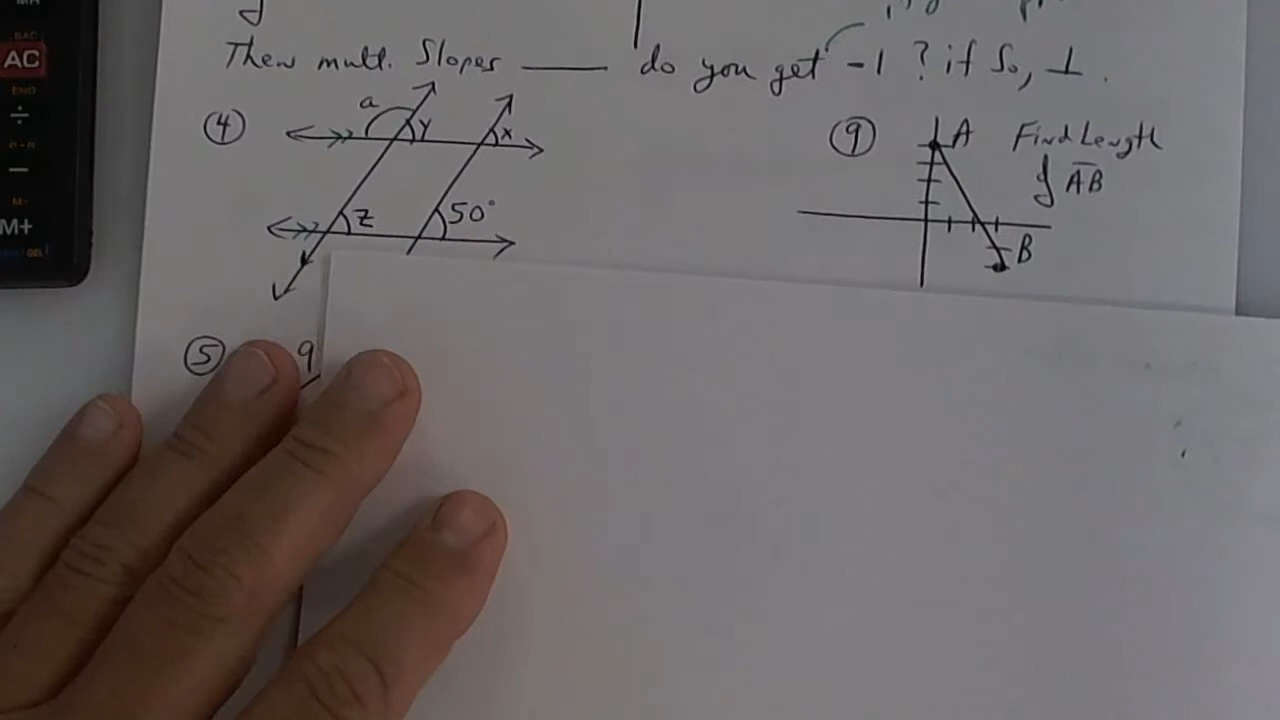 Then mult. Slopes ___ do you get -1 ? if so, ⊥ .
④
a
y
x
z
50°
⑨
A
Find Length
of AB
B
⑤
9
AC
÷
−
M+
M+